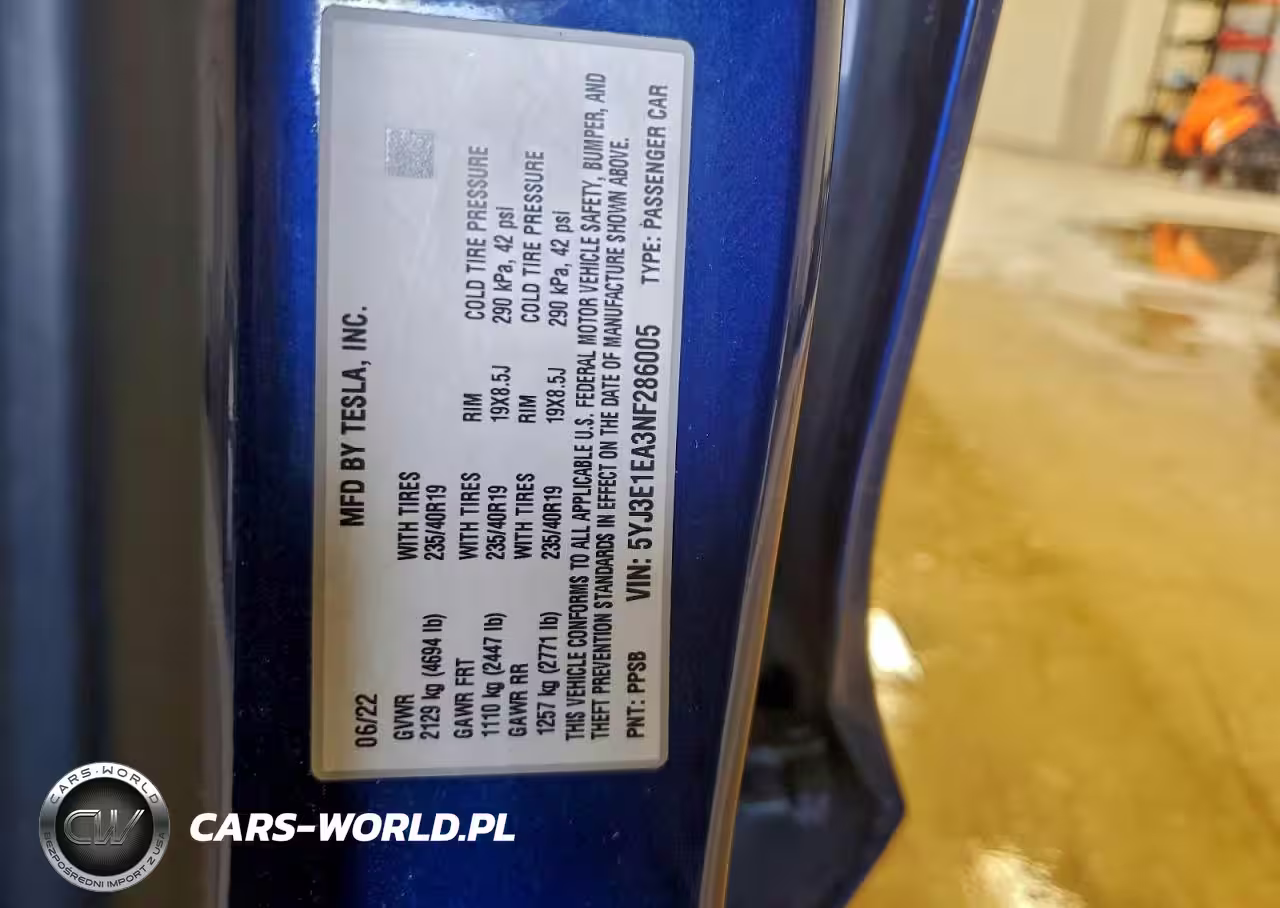 MFD BY TESLA, INC.
06/22
GVWR
2129 kg (4694 lb)
WITH TIRES
235/40R19
GAWR FRT
1110 kg (2447 lb)
WITH TIRES
235/40R19
RIM
19X8.5J
COLD TIRE PRESSURE
290 kPa, 42 psi
GAWR RR
1257 kg (2771 lb)
WITH TIRES
235/40R19
RIM
19X8.5J
COLD TIRE PRESSURE
290 kPa, 42 psi
THIS VEHICLE CONFORMS TO ALL APPLICABLE U.S. FEDERAL MOTOR VEHICLE SAFETY, BUMPER, AND
THEFT PREVENTION STANDARDS IN EFFECT ON THE DATE OF MANUFACTURE SHOWN ABOVE.
PNT: PPSB VIN: 5YJ3E1EA3NF286005 TYPE: PASSENGER CAR
CARS-WORLD
CW
BEZPOŚREDNI IMPORT Z USA
CARS-WORLD.PL